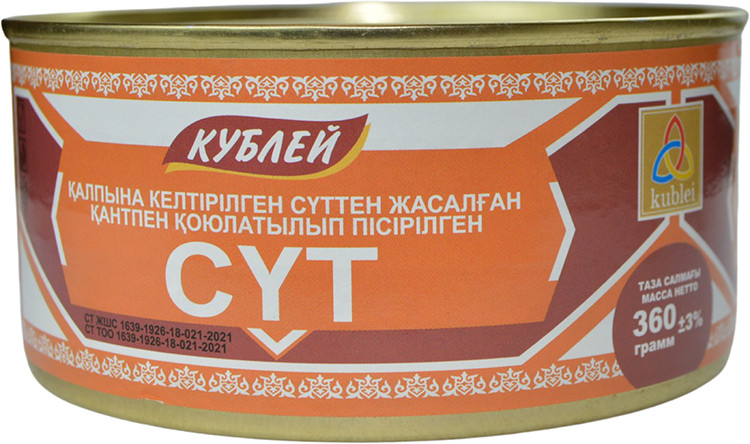 КУБЛЕЙ
ҚАЛПЫНА КЕЛТІРІЛГЕН СҮТТЕН ЖАСАЛҒАН
ҚАНТПЕН ҚОЮЛАТЫЛЫП ПІСІРІЛГЕН
СҮТ
СТ ЖШС 1639-1926-18-021-2021
СТ ТОО 1639-1926-18-021-2021
kublei
ТАЗА САЛМАҒЫ
МАССА НЕТТО
360 ±3%
грамм